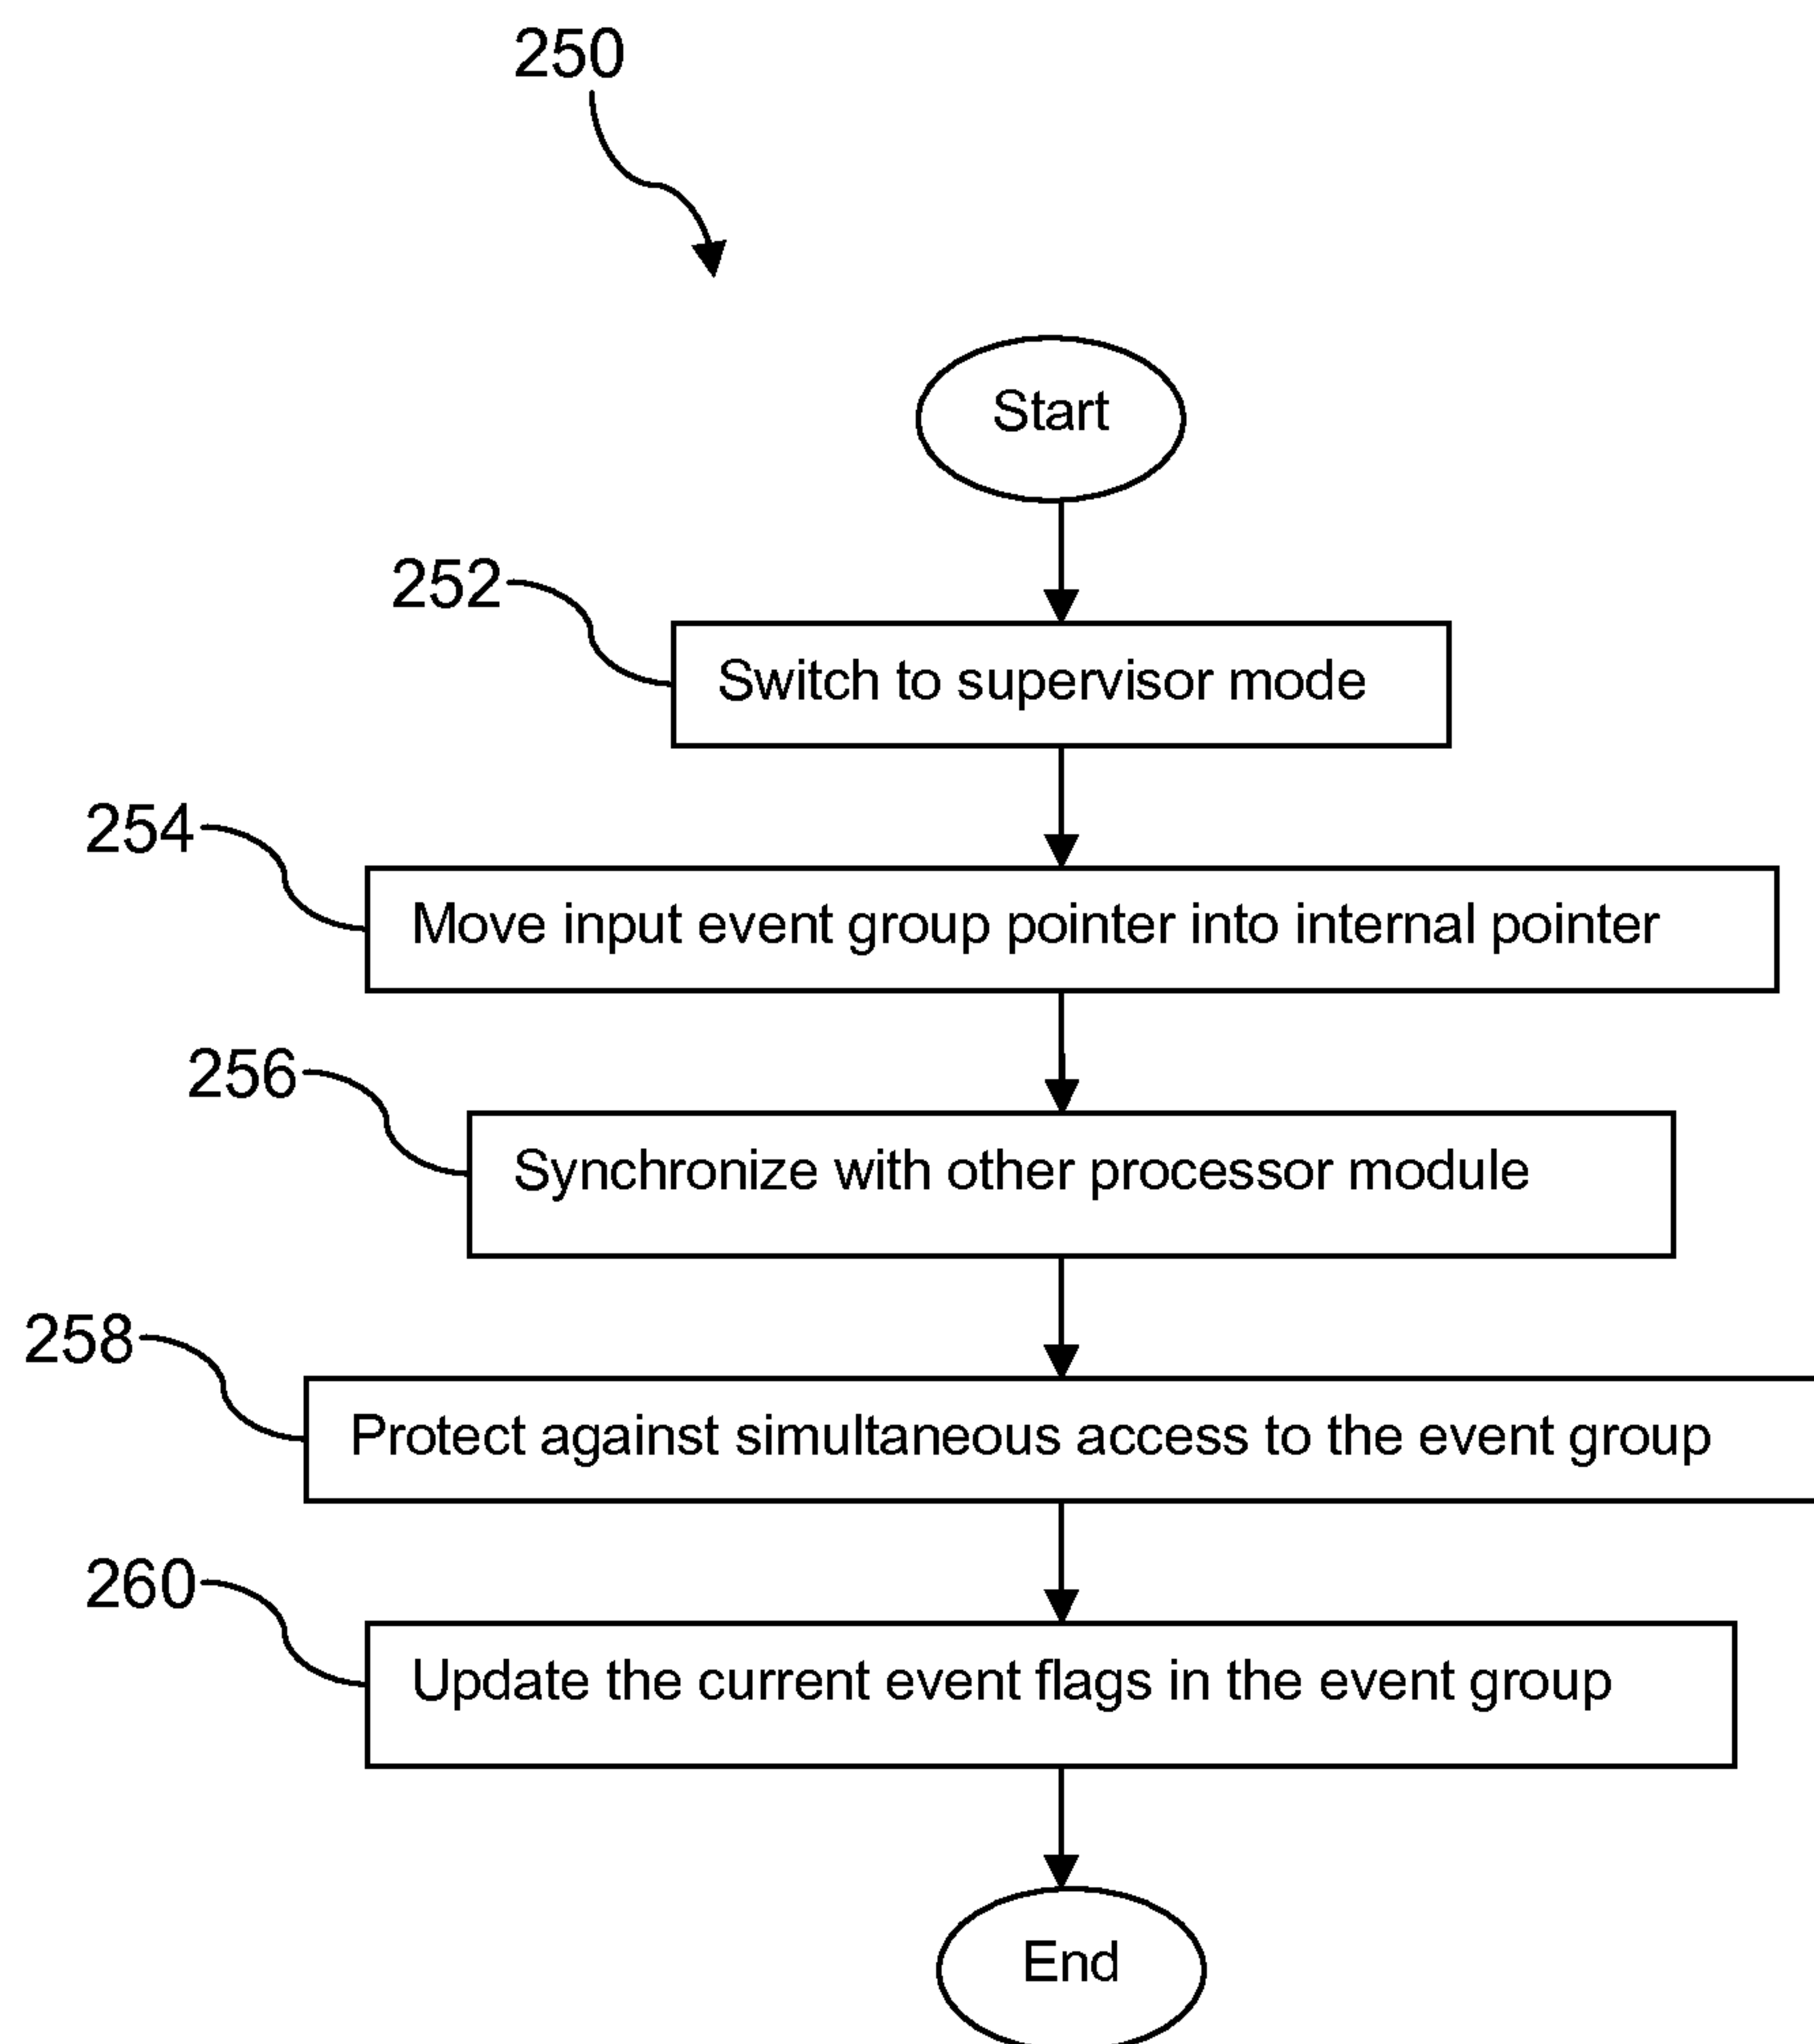 250
Start
252
Switch to supervisor mode
254
Move input event group pointer into internal pointer
256
Synchronize with other processor module
258
Protect against simultaneous access to the event group
260
Update the current event flags in the event group
End